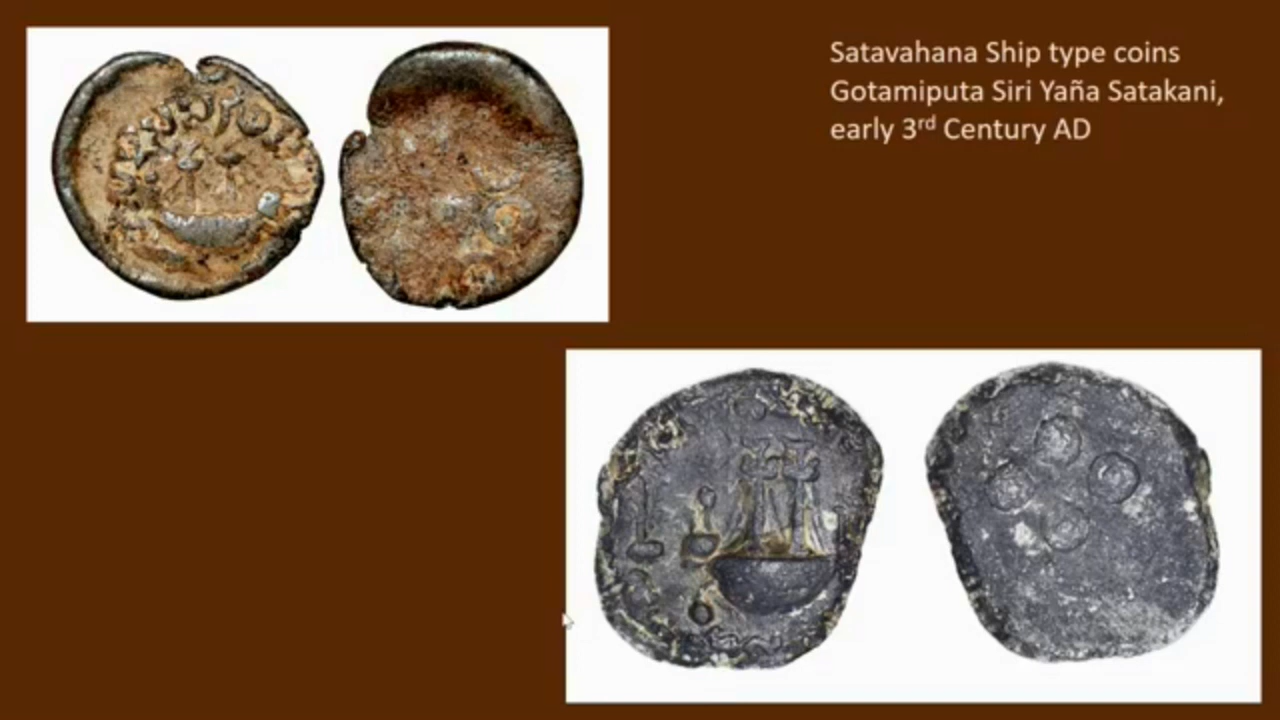 Satavahana Ship type coins
Gotamiputa Siri Yaña Satakani,
early 3rd Century AD